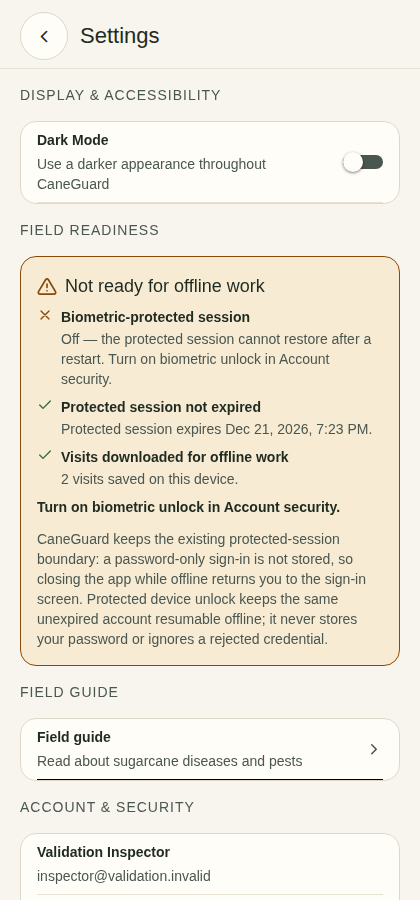 Settings
DISPLAY & ACCESSIBILITY
Dark Mode
Use a darker appearance throughout
CaneGuard
FIELD READINESS
Not ready for offline work
Biometric-protected session
Off — the protected session cannot restore after a
restart. Turn on biometric unlock in Account
security.
Protected session not expired
Protected session expires Dec 21, 2026, 7:23 PM.
Visits downloaded for offline work
2 visits saved on this device.
Turn on biometric unlock in Account security.
CaneGuard keeps the existing protected-session
boundary: a password-only sign-in is not stored, so
closing the app while offline returns you to the sign-in
screen. Protected device unlock keeps the same
unexpired account resumable offline; it never stores
your password or ignores a rejected credential.
FIELD GUIDE
Field guide
Read about sugarcane diseases and pests
ACCOUNT & SECURITY
Validation Inspector
inspector@validation.invalid